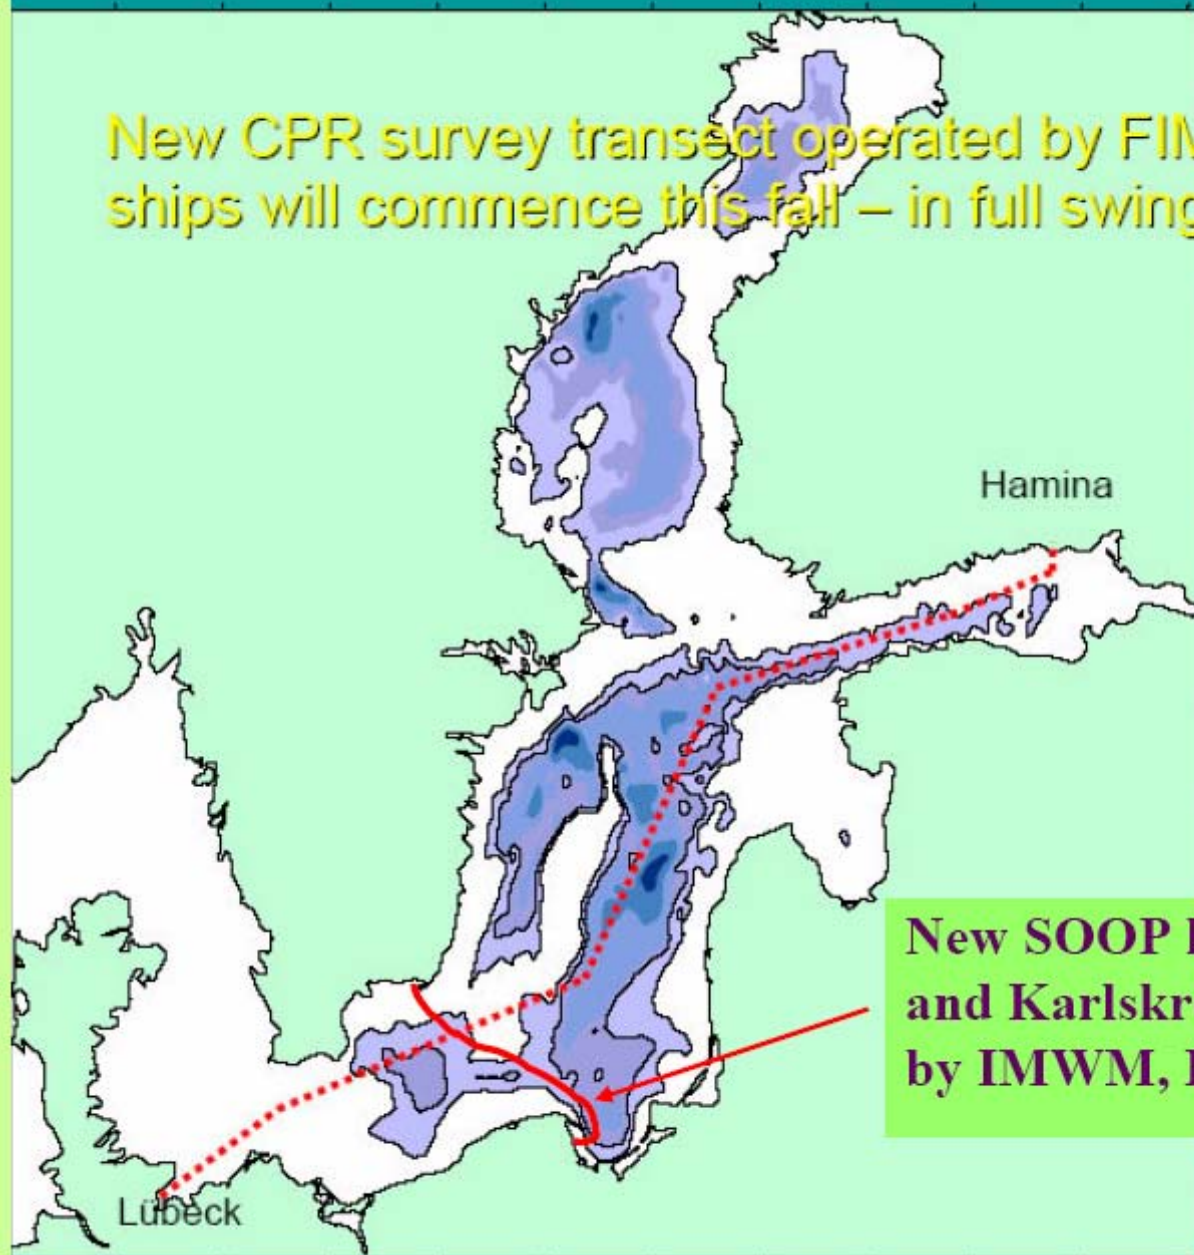 New CPR survey transect operated by FIM
ships will commence this fall – in full swing
Hamina
New SOOP
and Karlskr
by IMWM,
Lübeck